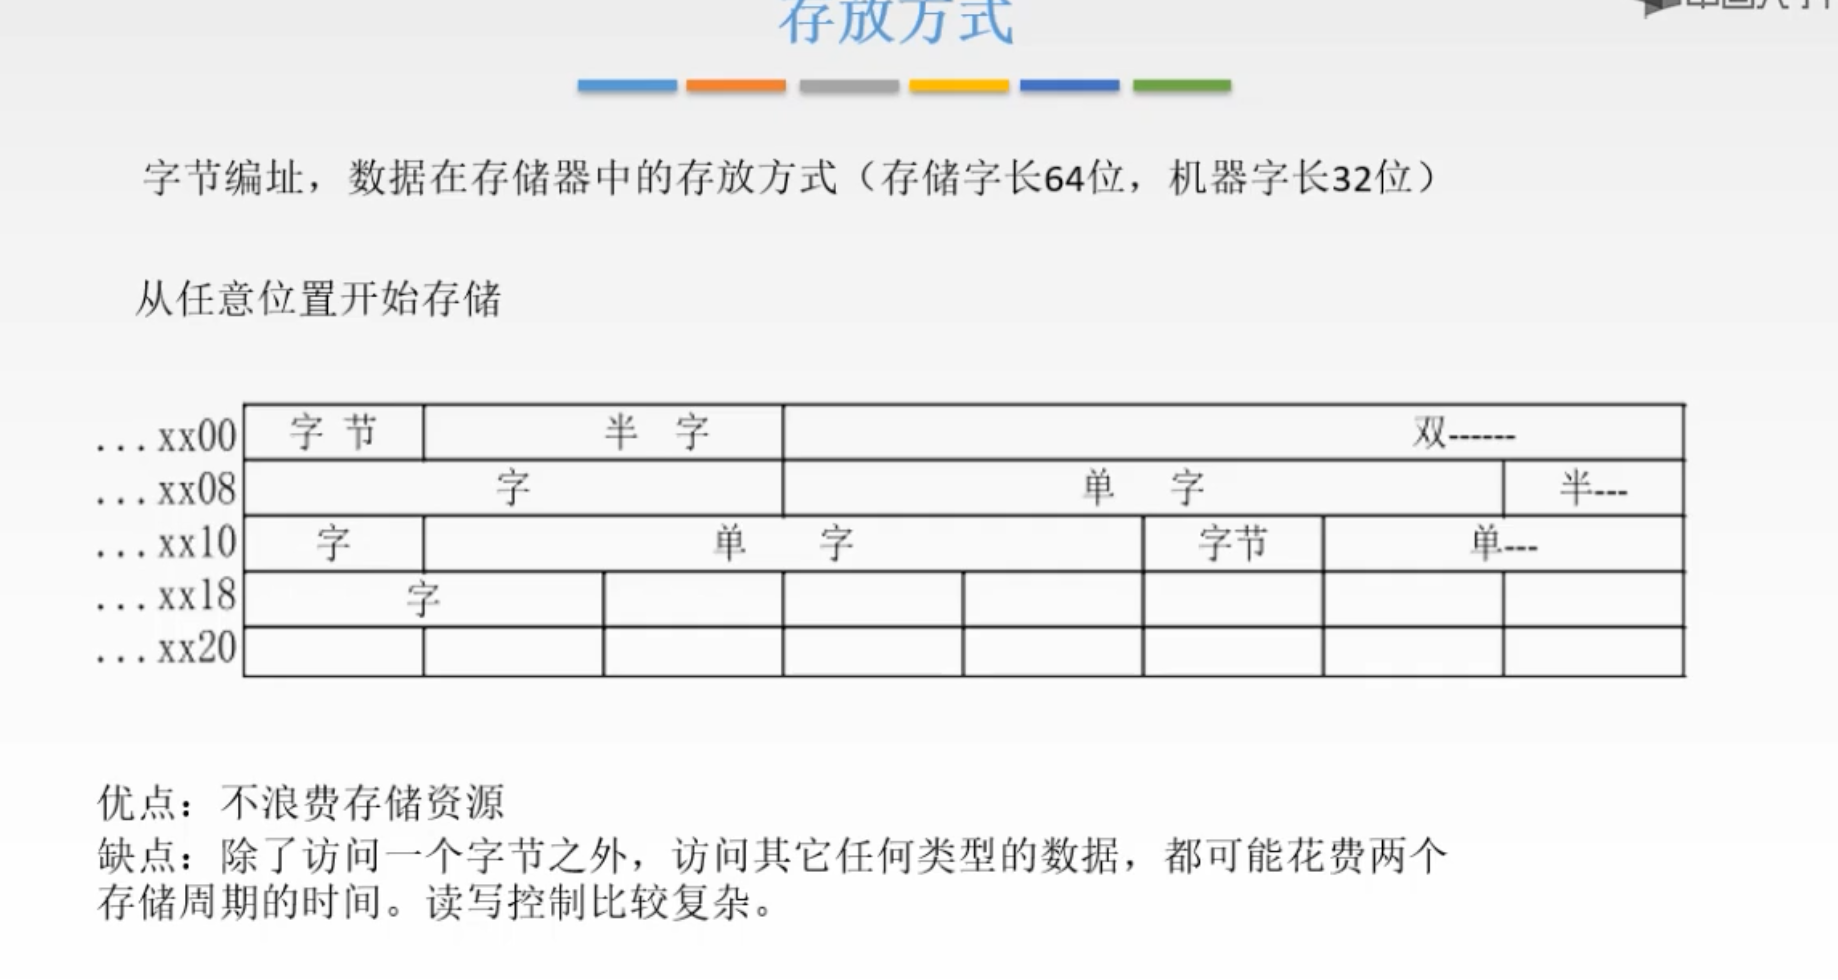 存放方式
字节编址，数据在存储器中的存放方式（存储字长64位，机器字长32位）
从任意位置开始存储
...xx00 字 节 半 字 双------
...xx08 字 单 字 半---
...xx10 字 单 字 字节 单---
...xx18 字
...xx20
优点：不浪费存储资源
缺点：除了访问一个字节之外，访问其它任何类型的数据，都可能花费两个
存储周期的时间。读写控制比较复杂。